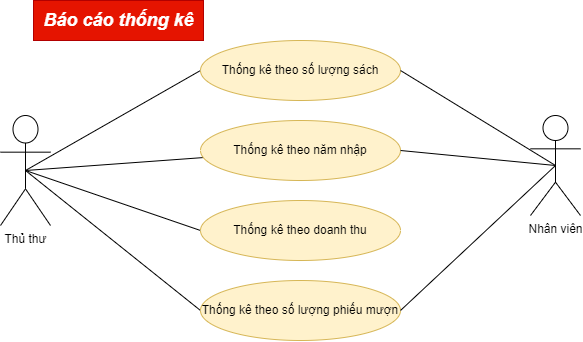 Báo cáo thống kê
Thống kê theo số lượng sách
Thống kê theo năm nhập
Thống kê theo doanh thu
Thống kê theo số lượng phiếu mượn
Thủ thư
Nhân viên